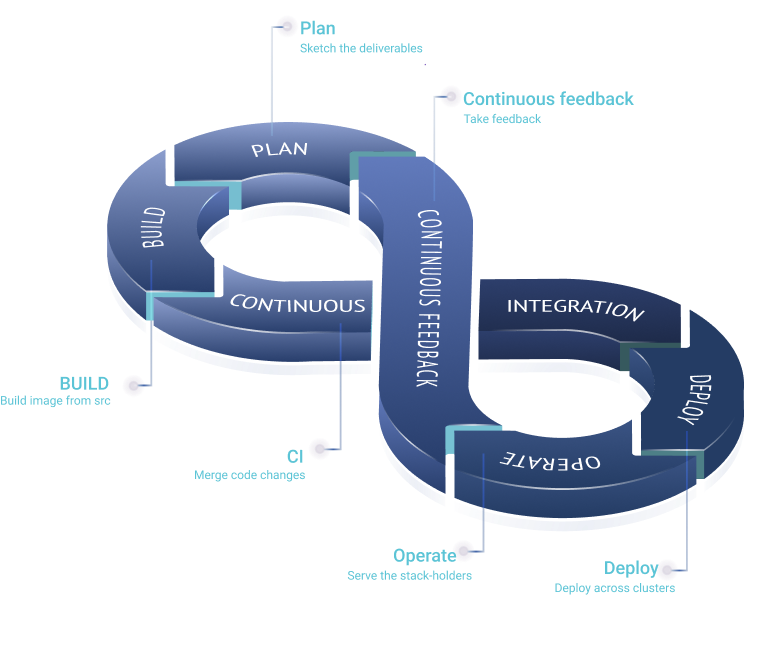 Plan
Sketch the deliverables
Continuous feedback
Take feedback
PLAN
BUILD
CONTINUOUS FEEDBACK
CONTINUOUS
INTEGRATION
DEPLOY
OPERATE
BUILD
Build image from src
CI
Merge code changes
Operate
Serve the stack-holders
Deploy
Deploy across clusters